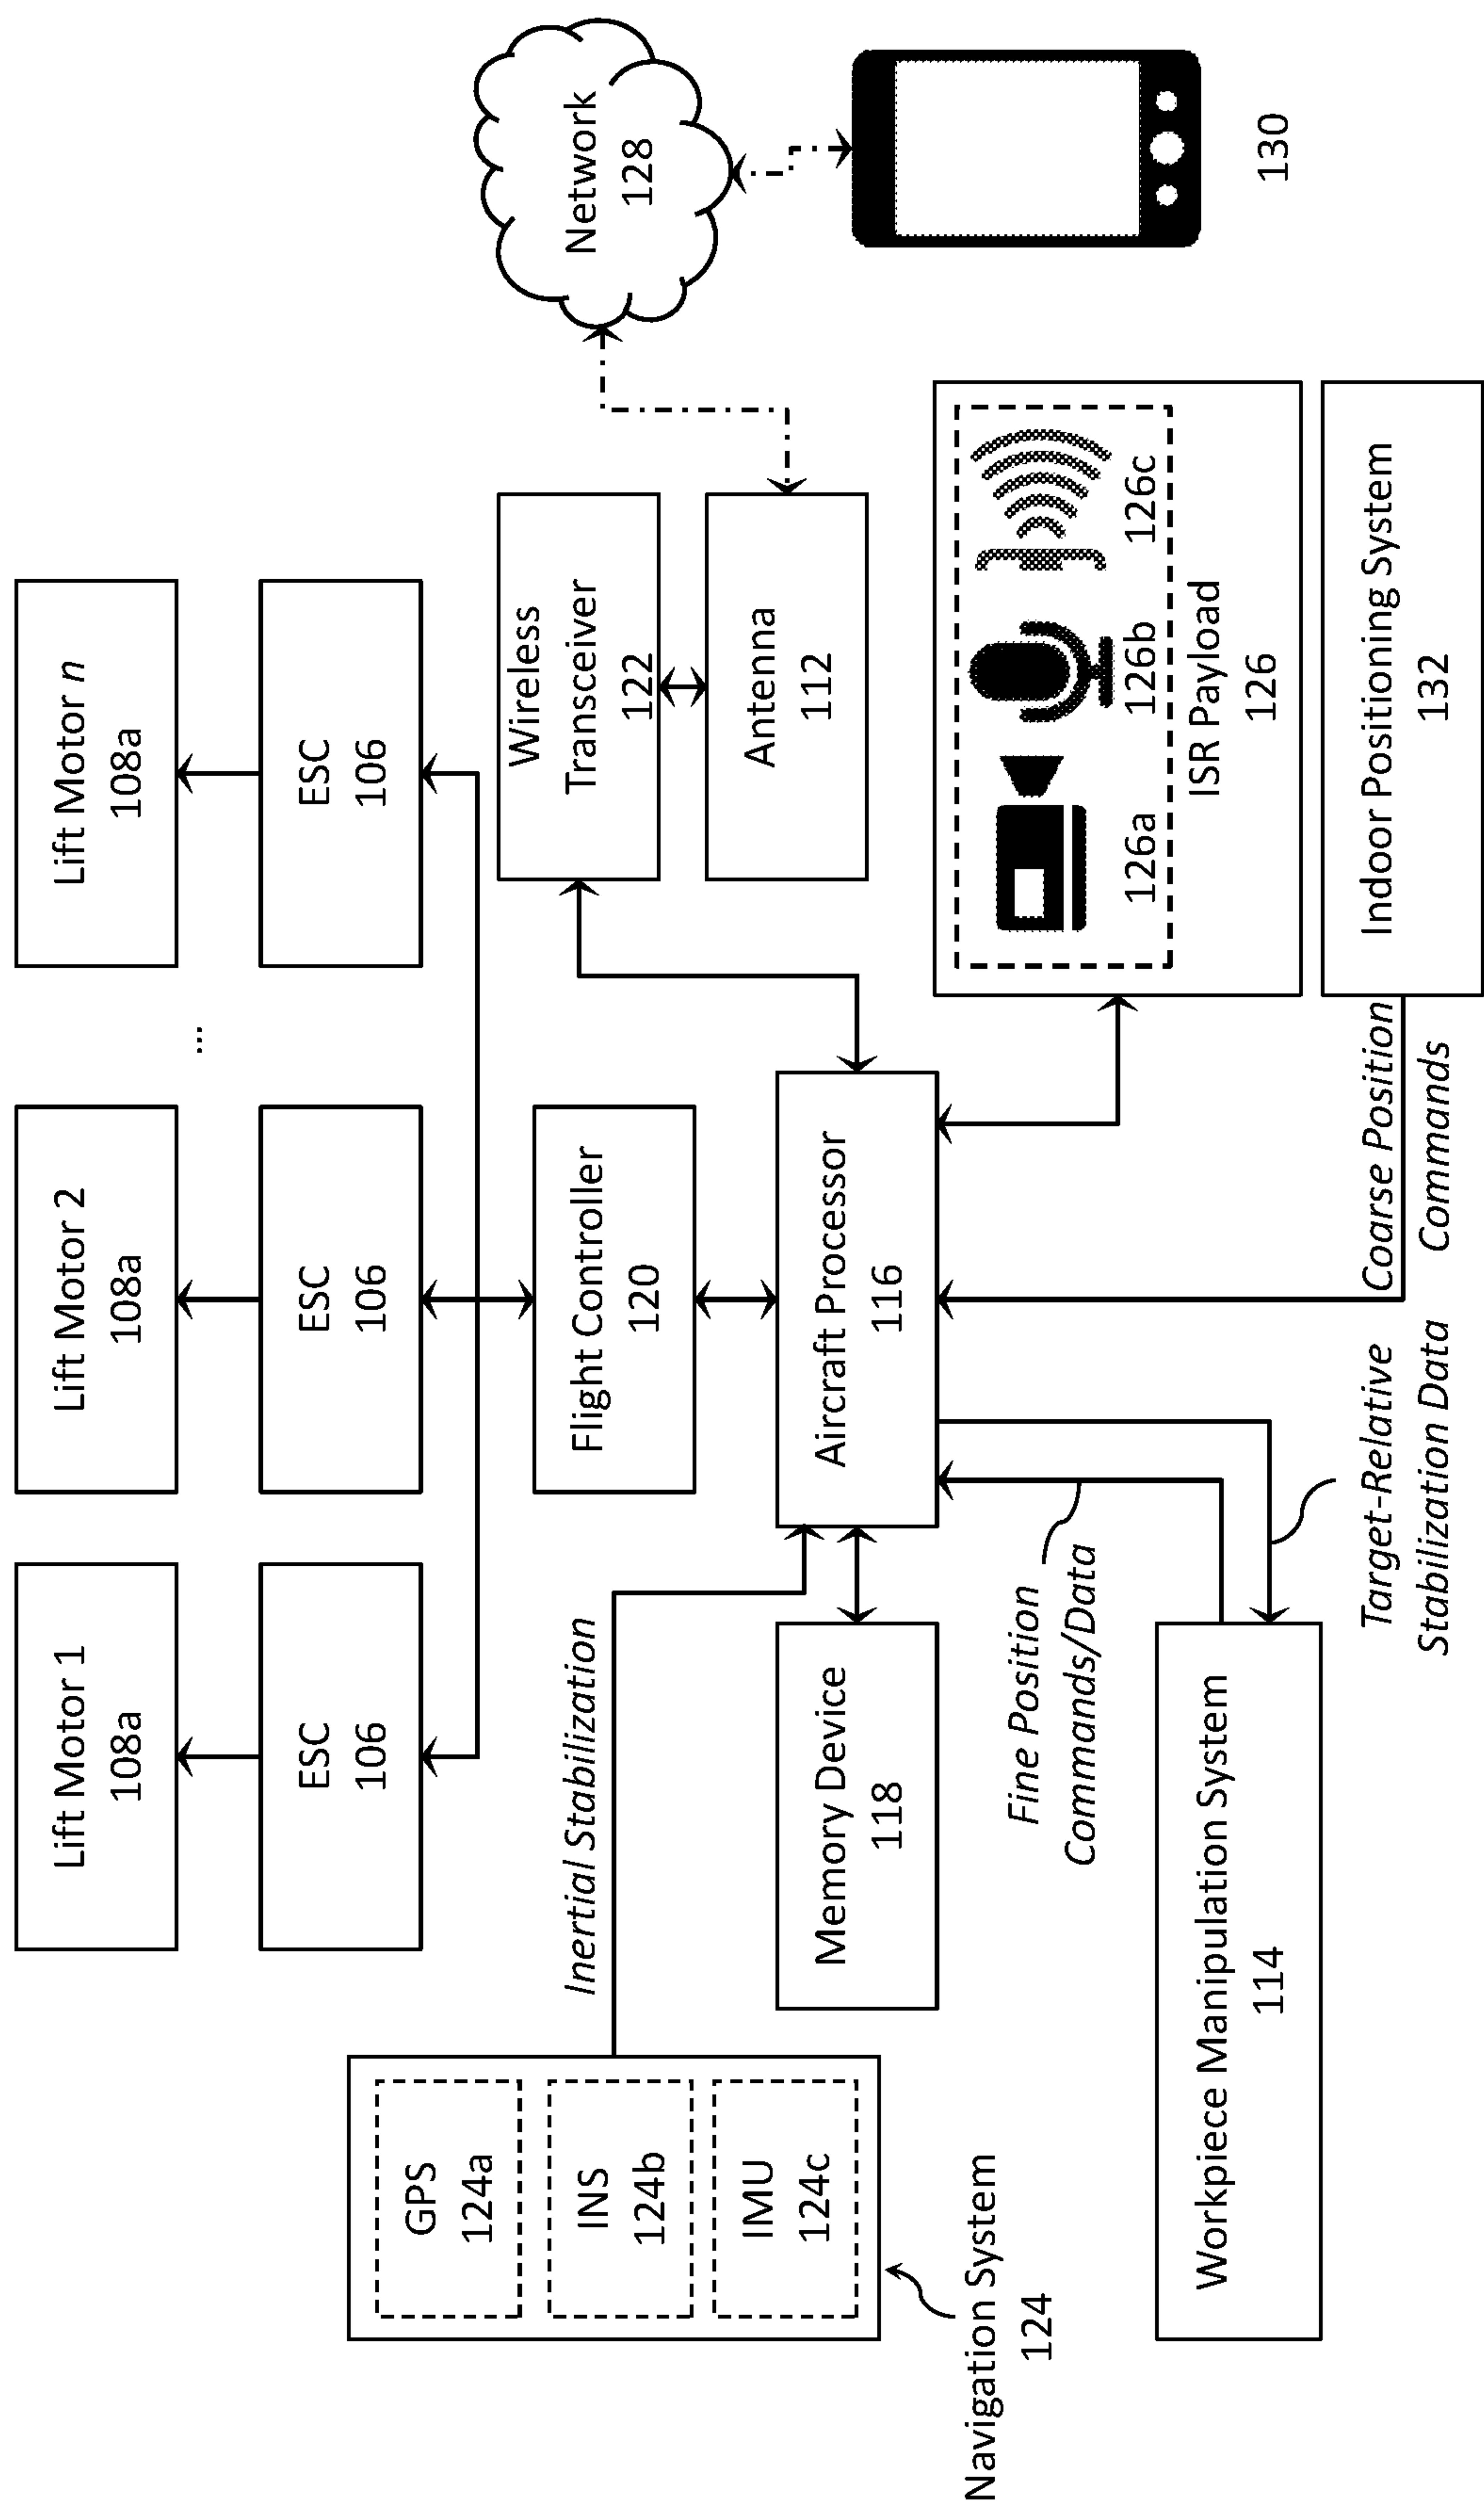 Lift Motor 1
108a
Lift Motor 2
108a
...
Lift Motor n
108a
ESC
106
ESC
106
ESC
106
GPS
124a
INS
124b
IMU
124c
Navigation System
124
Inertial Stabilization
Flight Controller
120
Wireless
Transceiver
122
Antenna
112
Network
128
130
Memory Device
118
Aircraft Processor
116
Fine Position
Commands/Data
126a
126b
126c
ISR Payload
126
Workpiece Manipulation System
114
Target-Relative
Stabilization Data
Coarse Position
Commands
Indoor Positioning System
132